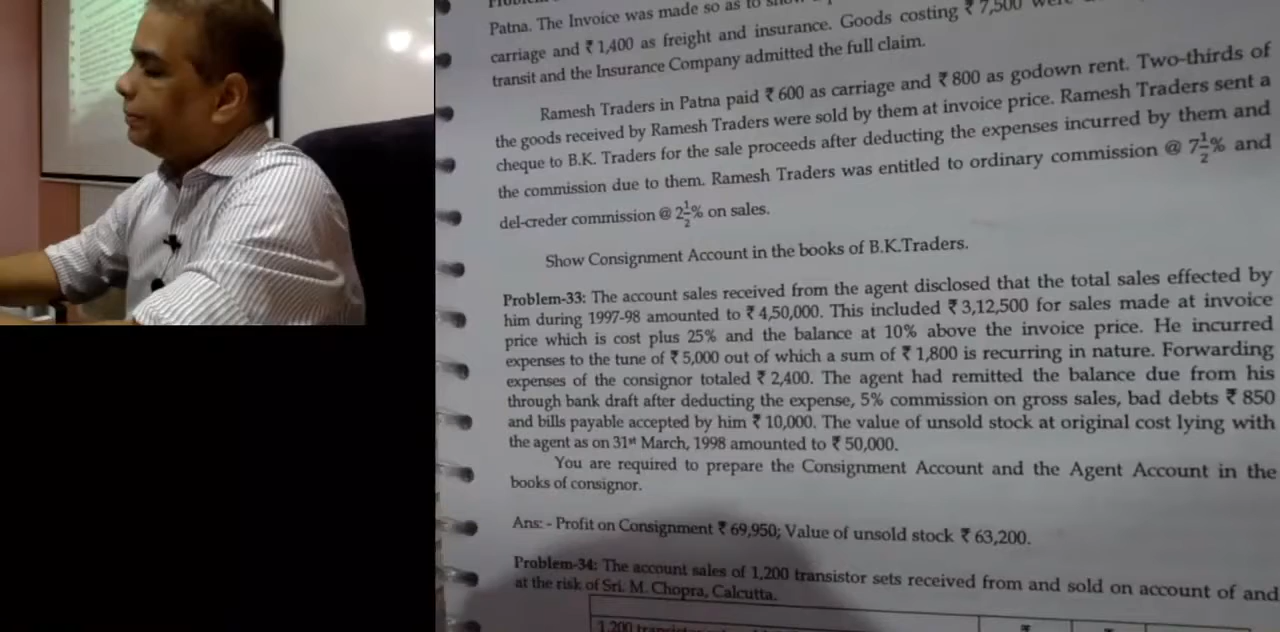 Patna. The Invoice was made so as to
carriage and ₹ 1,400 as freight and insurance. Goods costing ₹ 7,500
transit and the Insurance Company admitted the full claim.
Ramesh Traders in Patna paid ₹ 600 as carriage and ₹ 800 as godown rent. Two-thirds of
the goods received by Ramesh Traders were sold by them at invoice price. Ramesh Traders sent a
cheque to B.K. Traders for the sale proceeds after deducting the expenses incurred by them and
the commission due to them. Ramesh Traders was entitled to ordinary commission @ 7½% and
del-creder commission @ 2½% on sales.
Show Consignment Account in the books of B.K.Traders.
Problem-33: The account sales received from the agent disclosed that the total sales effected by
him during 1997-98 amounted to ₹ 4,50,000. This included ₹ 3,12,500 for sales made at invoice
price which is cost plus 25% and the balance at 10% above the invoice price. He incurred
expenses to the tune of ₹ 5,000 out of which a sum of ₹ 1,800 is recurring in nature. Forwarding
expenses of the consignor totaled ₹ 2,400. The agent had remitted the balance due from his
through bank draft after deducting the expense, 5% commission on gross sales, bad debts ₹ 850
and bills payable accepted by him ₹ 10,000. The value of unsold stock at original cost lying with
the agent as on 31st March, 1998 amounted to ₹ 50,000.
You are required to prepare the Consignment Account and the Agent Account in the
books of consignor.
Ans: - Profit on Consignment ₹ 69,950; Value of unsold stock ₹ 63,200.
Problem-34: The account sales of 1,200 transistor sets received from and sold on account of and
at the risk of Sri. M. Chopra, Calcutta.